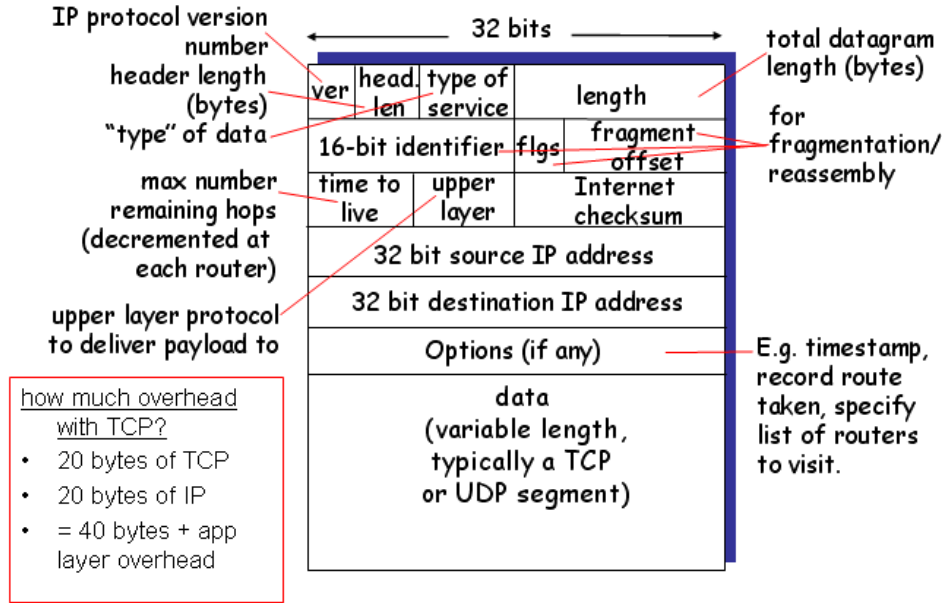 IP protocol version
number
header length
(bytes)
“type” of data
max number
remaining hops
(decremented at
each router)
upper layer protocol
to deliver payload to
how much overhead
with TCP?
• 20 bytes of TCP
• 20 bytes of IP
• = 40 bytes + app
layer overhead
32 bits
ver
head.
len
type of
service
length
16-bit identifier
flgs
fragment
offset
time to
live
upper
layer
Internet
checksum
32 bit source IP address
32 bit destination IP address
Options (if any)
data
(variable length,
typically a TCP
or UDP segment)
total datagram
length (bytes)
for
fragmentation/
reassembly
E.g. timestamp,
record route
taken, specify
list of routers
to visit.